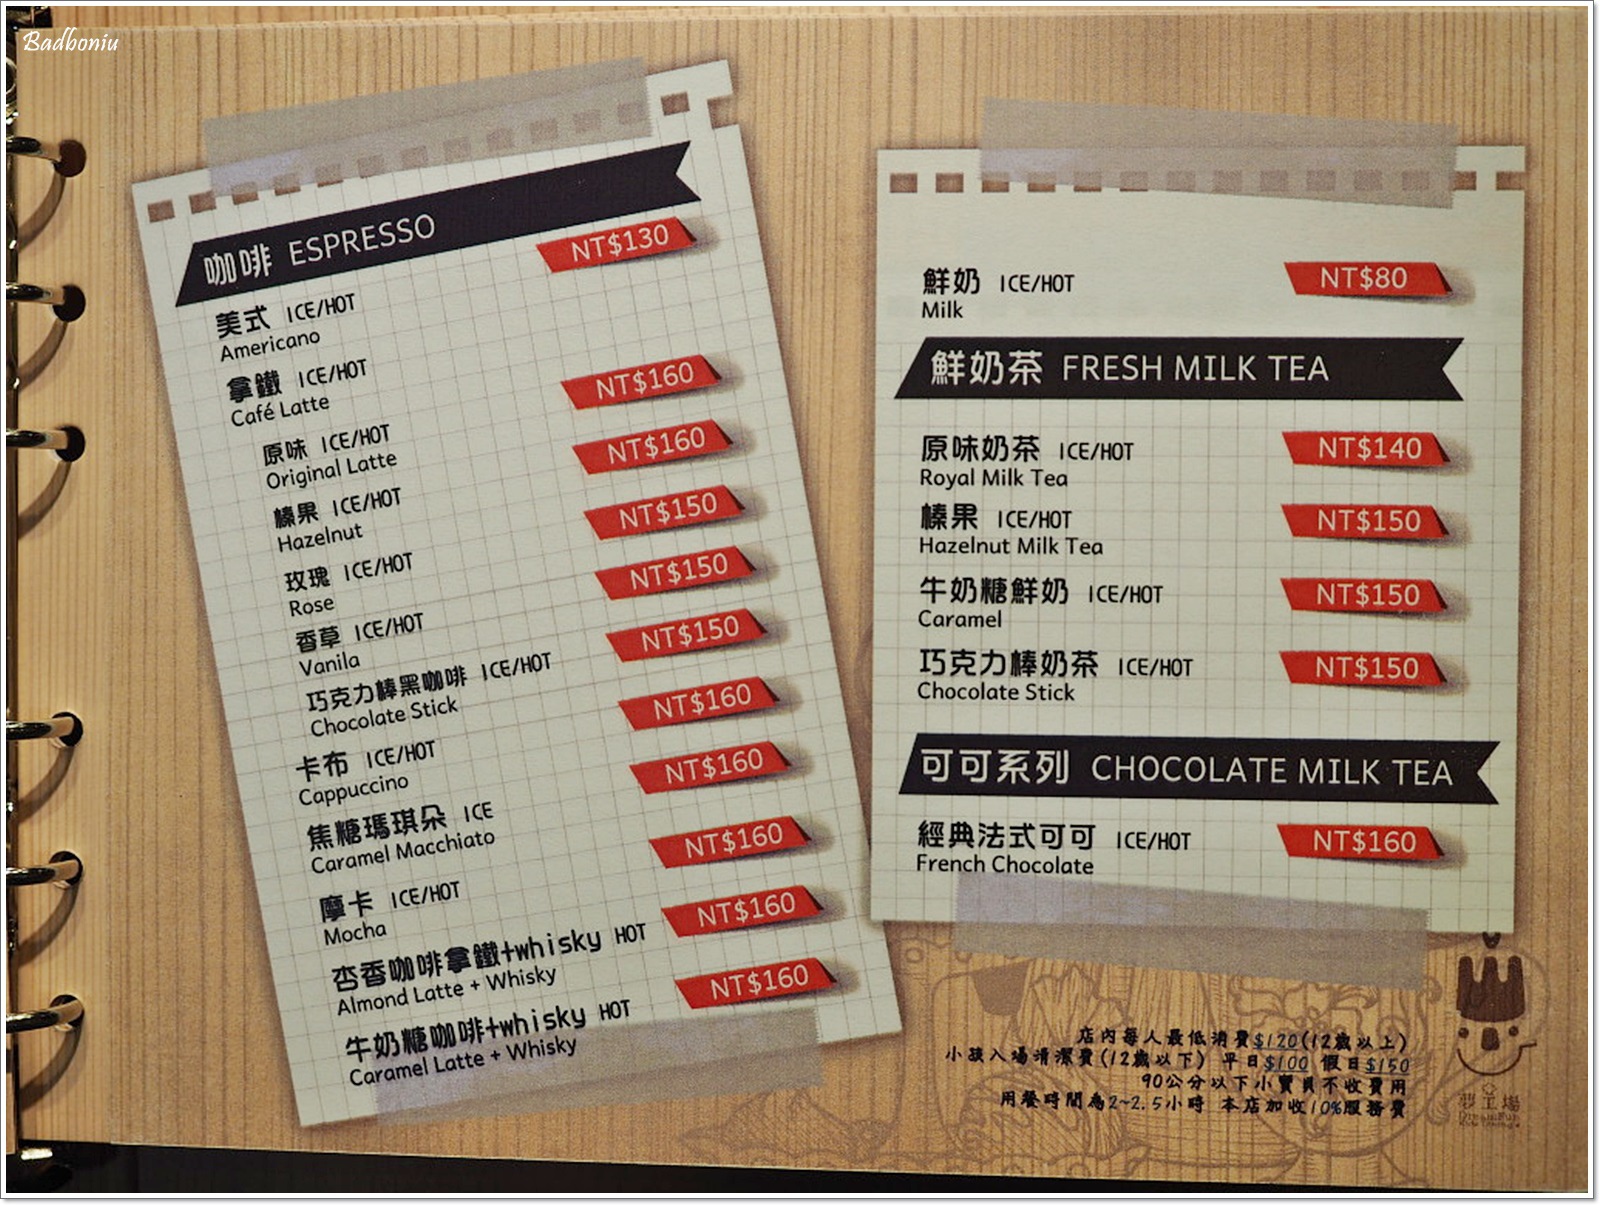 Badboniu
咖啡 ESPRESSO
美式 ICE/HOT NT$130
Americano
拿鐵 ICE/HOT
Café Latte
原味 ICE/HOT NT$160
Original Latte
榛果 ICE/HOT NT$160
Hazelnut
玫瑰 ICE/HOT NT$150
Rose
香草 ICE/HOT NT$150
Vanila
巧克力棒黑咖啡 ICE/HOT NT$150
Chocolate Stick
卡布 ICE/HOT NT$160
Cappuccino
焦糖瑪琪朵 ICE NT$160
Caramel Macchiato
摩卡 ICE/HOT NT$160
Mocha
杏香咖啡拿鐵+whisky HOT NT$160
Almond Latte + Whisky
牛奶糖咖啡+whisky HOT NT$160
Caramel Latte + Whisky
鮮奶 ICE/HOT NT$80
Milk
鮮奶茶 FRESH MILK TEA
原味奶茶 ICE/HOT NT$140
Royal Milk Tea
榛果 ICE/HOT NT$150
Hazelnut Milk Tea
牛奶糖鮮奶 ICE/HOT NT$150
Caramel
巧克力棒奶茶 ICE/HOT NT$150
Chocolate Stick
可可系列 CHOCOLATE MILK TEA
經典法式可可 ICE/HOT NT$160
French Chocolate
店內每人最低消費$120(12歲以上)
小孩入場清潔費(12歲以下) 平日$100 假日$150
90公分以下小寶貝不收費用
用餐時間為2~2.5小時 本店加收10%服務費
夢工場